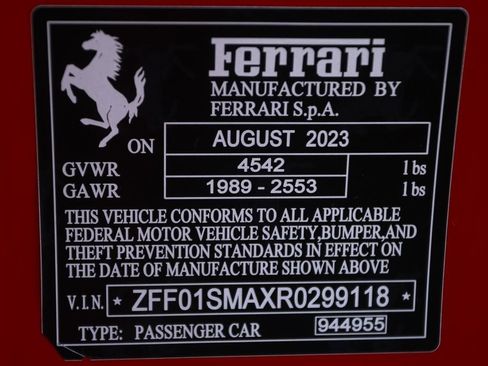 Ferrari
MANUFACTURED BY
FERRARI S.p.A.
ON AUGUST 2023
GVWR 4542 lbs
GAWR 1989 - 2553 lbs
THIS VEHICLE CONFORMS TO ALL APPLICABLE
FEDERAL MOTOR VEHICLE SAFETY,BUMPER,AND
THEFT PREVENTION STANDARDS IN EFFECT ON
THE DATE OF MANUFACTURE SHOWN ABOVE
V.I.N. * ZFF01SMAXR0299118 *
TYPE: PASSENGER CAR 944955